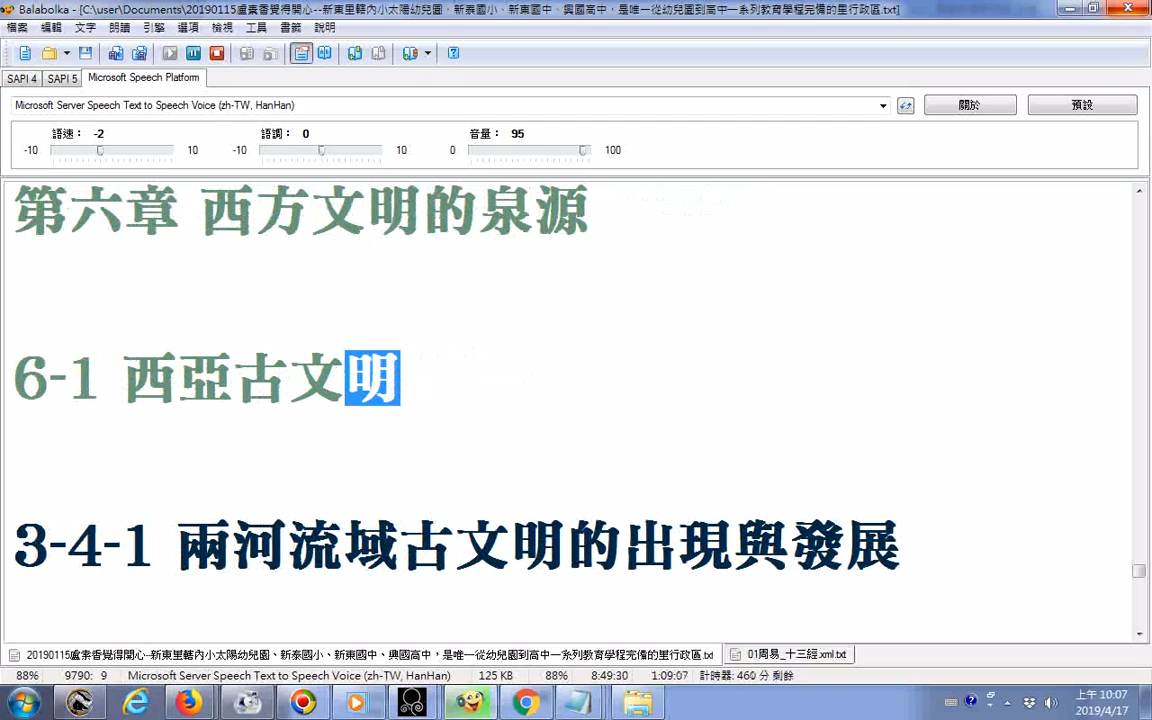 Balabolka - [C:\user\Documents\20190115盧素香覺得開心--新東里轄內小太陽幼兒園、新泰國小、新東國中、興國高中，是唯一從幼兒園到高中一系列教育學程完備的里行政區.txt]
檔案 編輯 文字 朗讀 引擎 選項 檢視 工具 書籤 說明
SAPI 4 SAPI 5 Microsoft Speech Platform
Microsoft Server Speech Text to Speech Voice (zh-TW, HanHan) 關於 預設
語速： -2 語調： 0 音量： 95
-10 10 -10 10 0 100
第六章 西方文明的泉源
6-1 西亞古文明
3-4-1 兩河流域古文明的出現與發展
20190115盧素香覺得開心--新東里轄內小太陽幼兒園、新泰國小、新東國中、興國高中，是唯一從幼兒園到高中一系列教育學程完備的里行政區.txt 01周易_十三經.xml.txt
88% 9790: 9 Microsoft Server Speech Text to Speech Voice (zh-TW, HanHan) 125 KB 88% 8:49:30 1:09:07 計時器: 460 分 剩餘
上午 10:07
2019/4/17